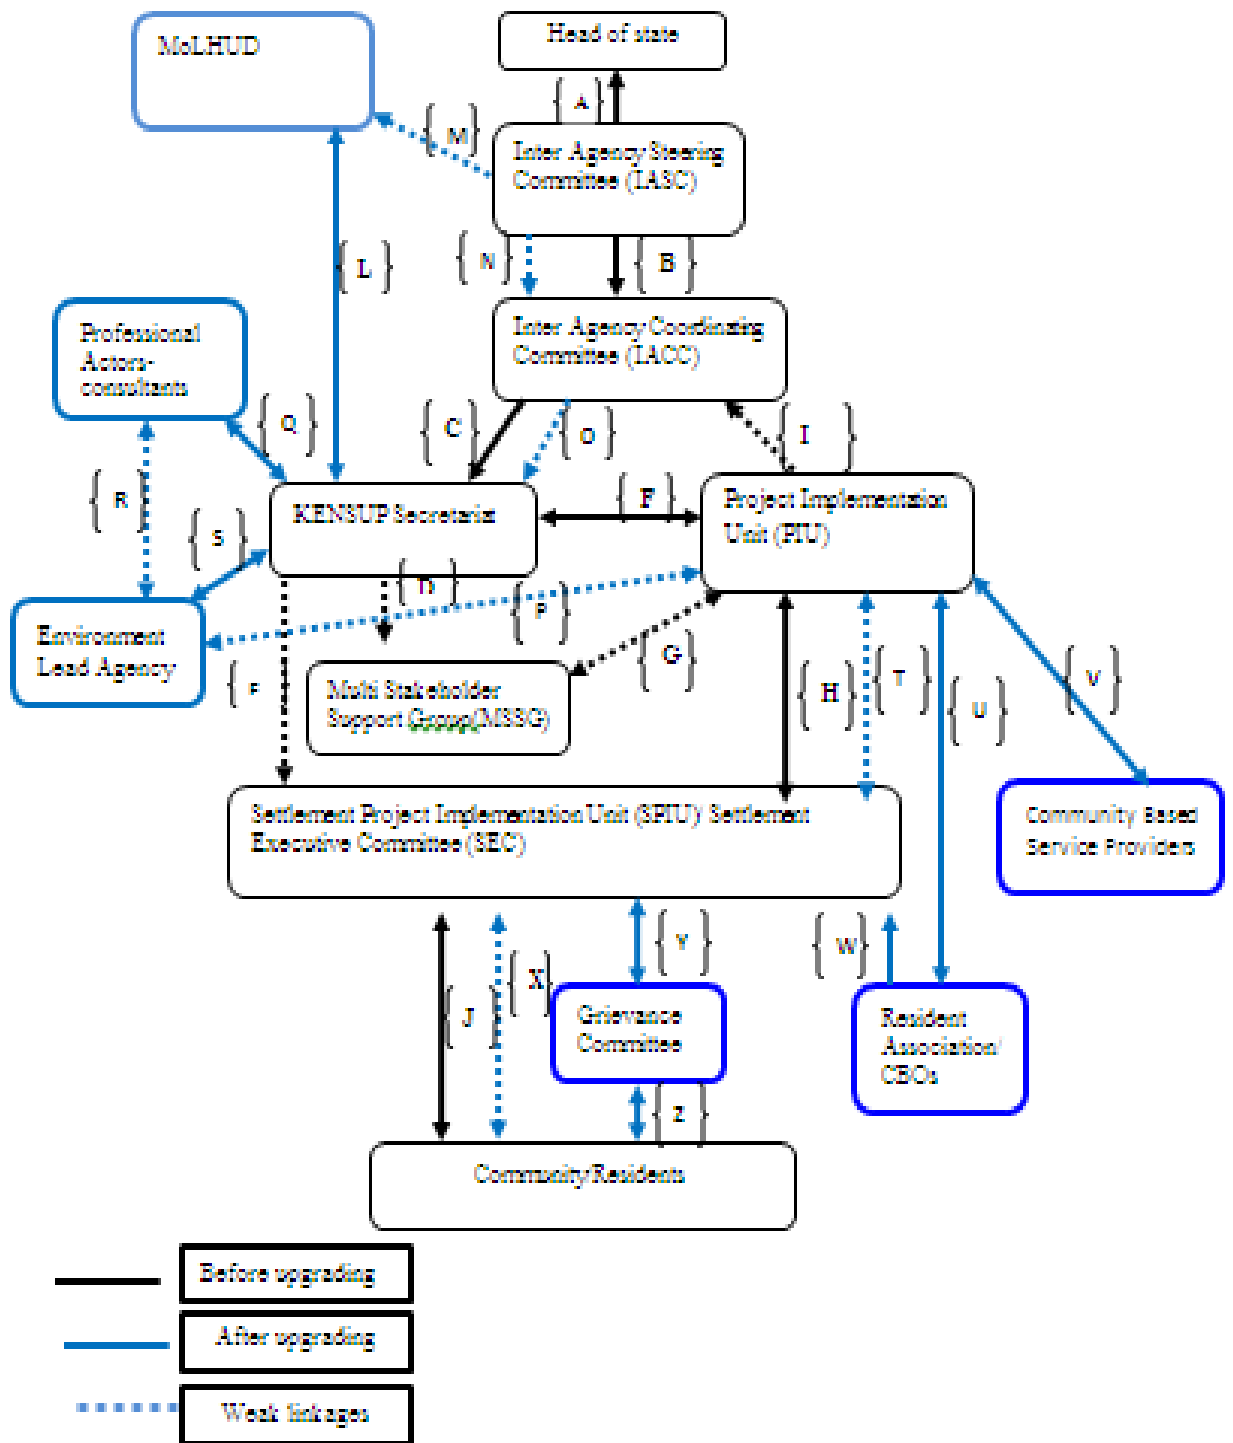 MoLHUD
Head of state
{ A }
{ M }
Inter Agency Steering
Committee (IASC)
{ L }
{ N }
{ B }
Professional
Actors-
consultants
Inter Agency Coordinating
Committee (IACC)
{ Q }
{ C }
{ O }
{ I }
{ R }
{ S }
KENSUP Secretariat
{ F }
Project Implementation
Unit (PIU)
{ D }
{ P }
Environment
Lead Agency
{ G }
{ H }
{ T }
{ U }
{ V }
Multi Stakeholder
Support Group(MSSG)
Settlement Project Implementation Unit (SPIU) Settlement
Executive Committee (SEC)
Community Based
Service Providers
{ J }
{ X }
{ Y }
{ W }
Grievance
Committee
Resident
Association/
CBOs
{ Z }
Community Residents
Before upgrading
After upgrading
Weak linkages